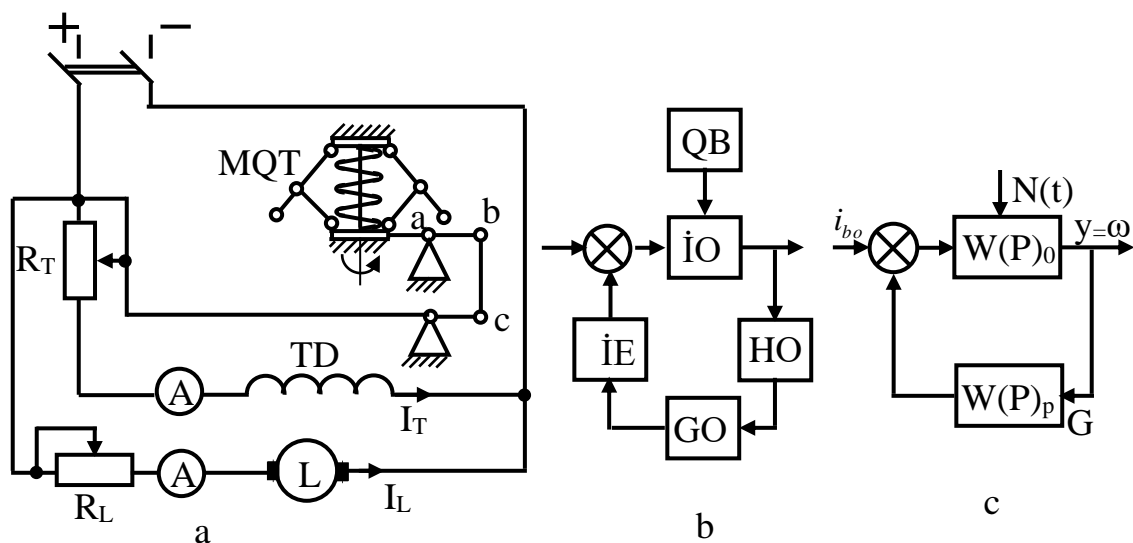 + −
MQT
a
b
c
R_T
TD
A
I_T
A
L
R_L
I_L
a
QB
İO
İE
HO
GO
b
N(t)
i_bo
W(P)_0
y=ω
W(P)_p
G
c